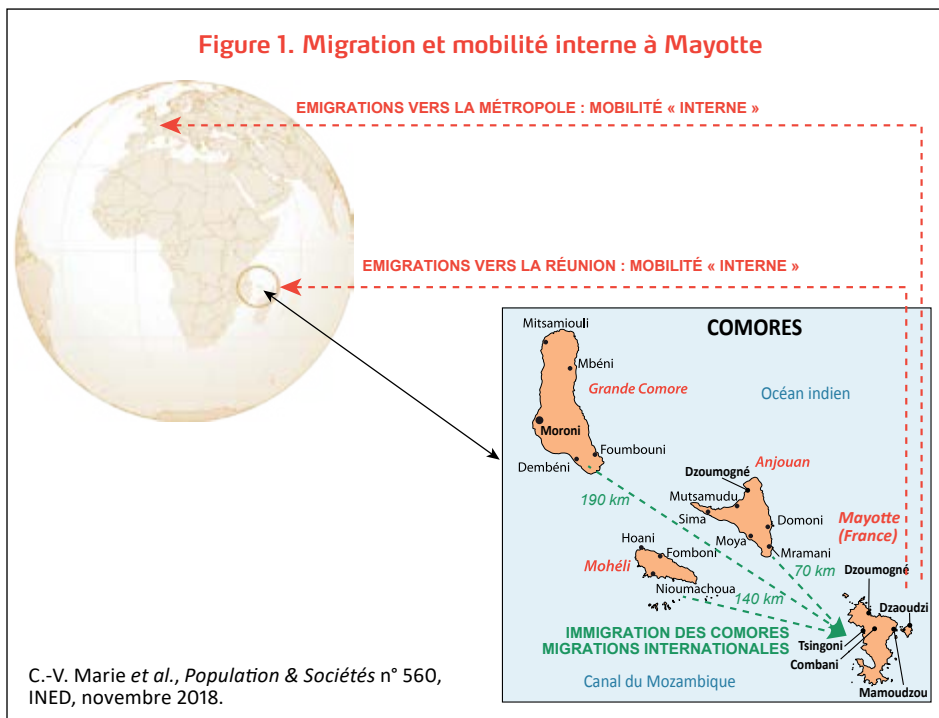 Figure 1. Migration et mobilité interne à Mayotte
EMIGRATIONS VERS LA MÉTROPOLE : MOBILITÉ « INTERNE »
EMIGRATIONS VERS LA RÉUNION : MOBILITÉ « INTERNE »
COMORES
Mitsamiouli
Mbéni
Grande Comore
Océan indien
Moroni
Foumbouni
Dembéni
Anjouan
Dzoumogné
190 km
Mutsamudu
Sima
Domoni
Mayotte
(France)
Moya
Mramani
Hoani
Fomboni
Mohéli
70 km
Dzoumogné
Nioumachoua
140 km
Dzaoudzi
IMMIGRATION DES COMORES
MIGRATIONS INTERNATIONALES
Tsingoni
Combani
Mamoudzou
Canal du Mozambique
C.-V. Marie et al., Population & Sociétés n° 560,
INED, novembre 2018.